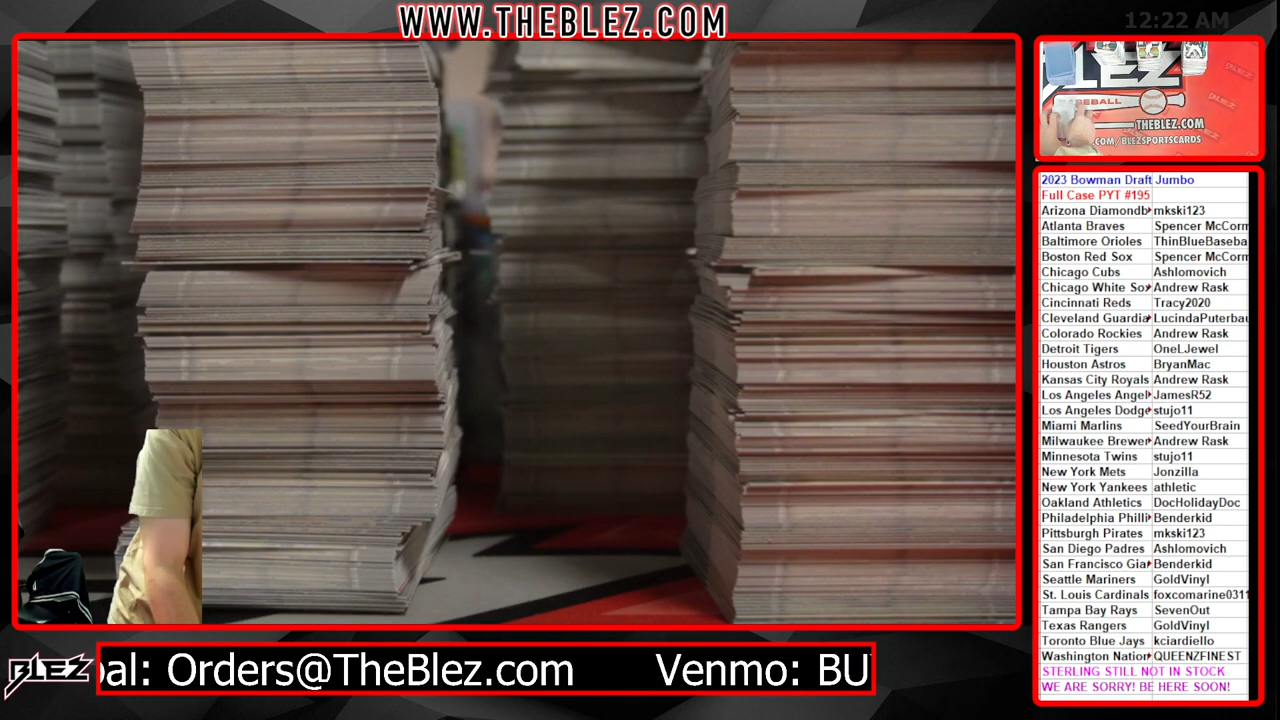 WWW.THEBLEZ.COM
12:22 AM
BLEZ
BASEBALL
THEBLEZ.COM
.COM/BLEZSPORTSCARDS
2023 Bowman Draft Jumbo
Full Case PYT #195
Arizona Diamondb mkski123
Atlanta Braves Spencer McCorm
Baltimore Orioles ThinBlueBaseba
Boston Red Sox Spencer McCorm
Chicago Cubs Ashlomovich
Chicago White Sox Andrew Rask
Cincinnati Reds Tracy2020
Cleveland Guardia LucindaPuterbau
Colorado Rockies Andrew Rask
Detroit Tigers OneLJewel
Houston Astros BryanMac
Kansas City Royals Andrew Rask
Los Angeles Angel JamesR52
Los Angeles Dodge stujo11
Miami Marlins SeedYourBrain
Milwaukee Brewer Andrew Rask
Minnesota Twins stujo11
New York Mets Jonzilla
New York Yankees athletic
Oakland Athletics DocHolidayDoc
Philadelphia Philli Benderkid
Pittsburgh Pirates mkski123
San Diego Padres Ashlomovich
San Francisco Gia Benderkid
Seattle Mariners GoldVinyl
St. Louis Cardinals foxcomarine0311
Tampa Bay Rays SevenOut
Texas Rangers GoldVinyl
Toronto Blue Jays kciardiello
Washington Nation QUEENZFINEST
STERLING STILL NOT IN STOCK
WE ARE SORRY! BE HERE SOON!
BLEZ
pal: Orders@TheBlez.com Venmo: BU